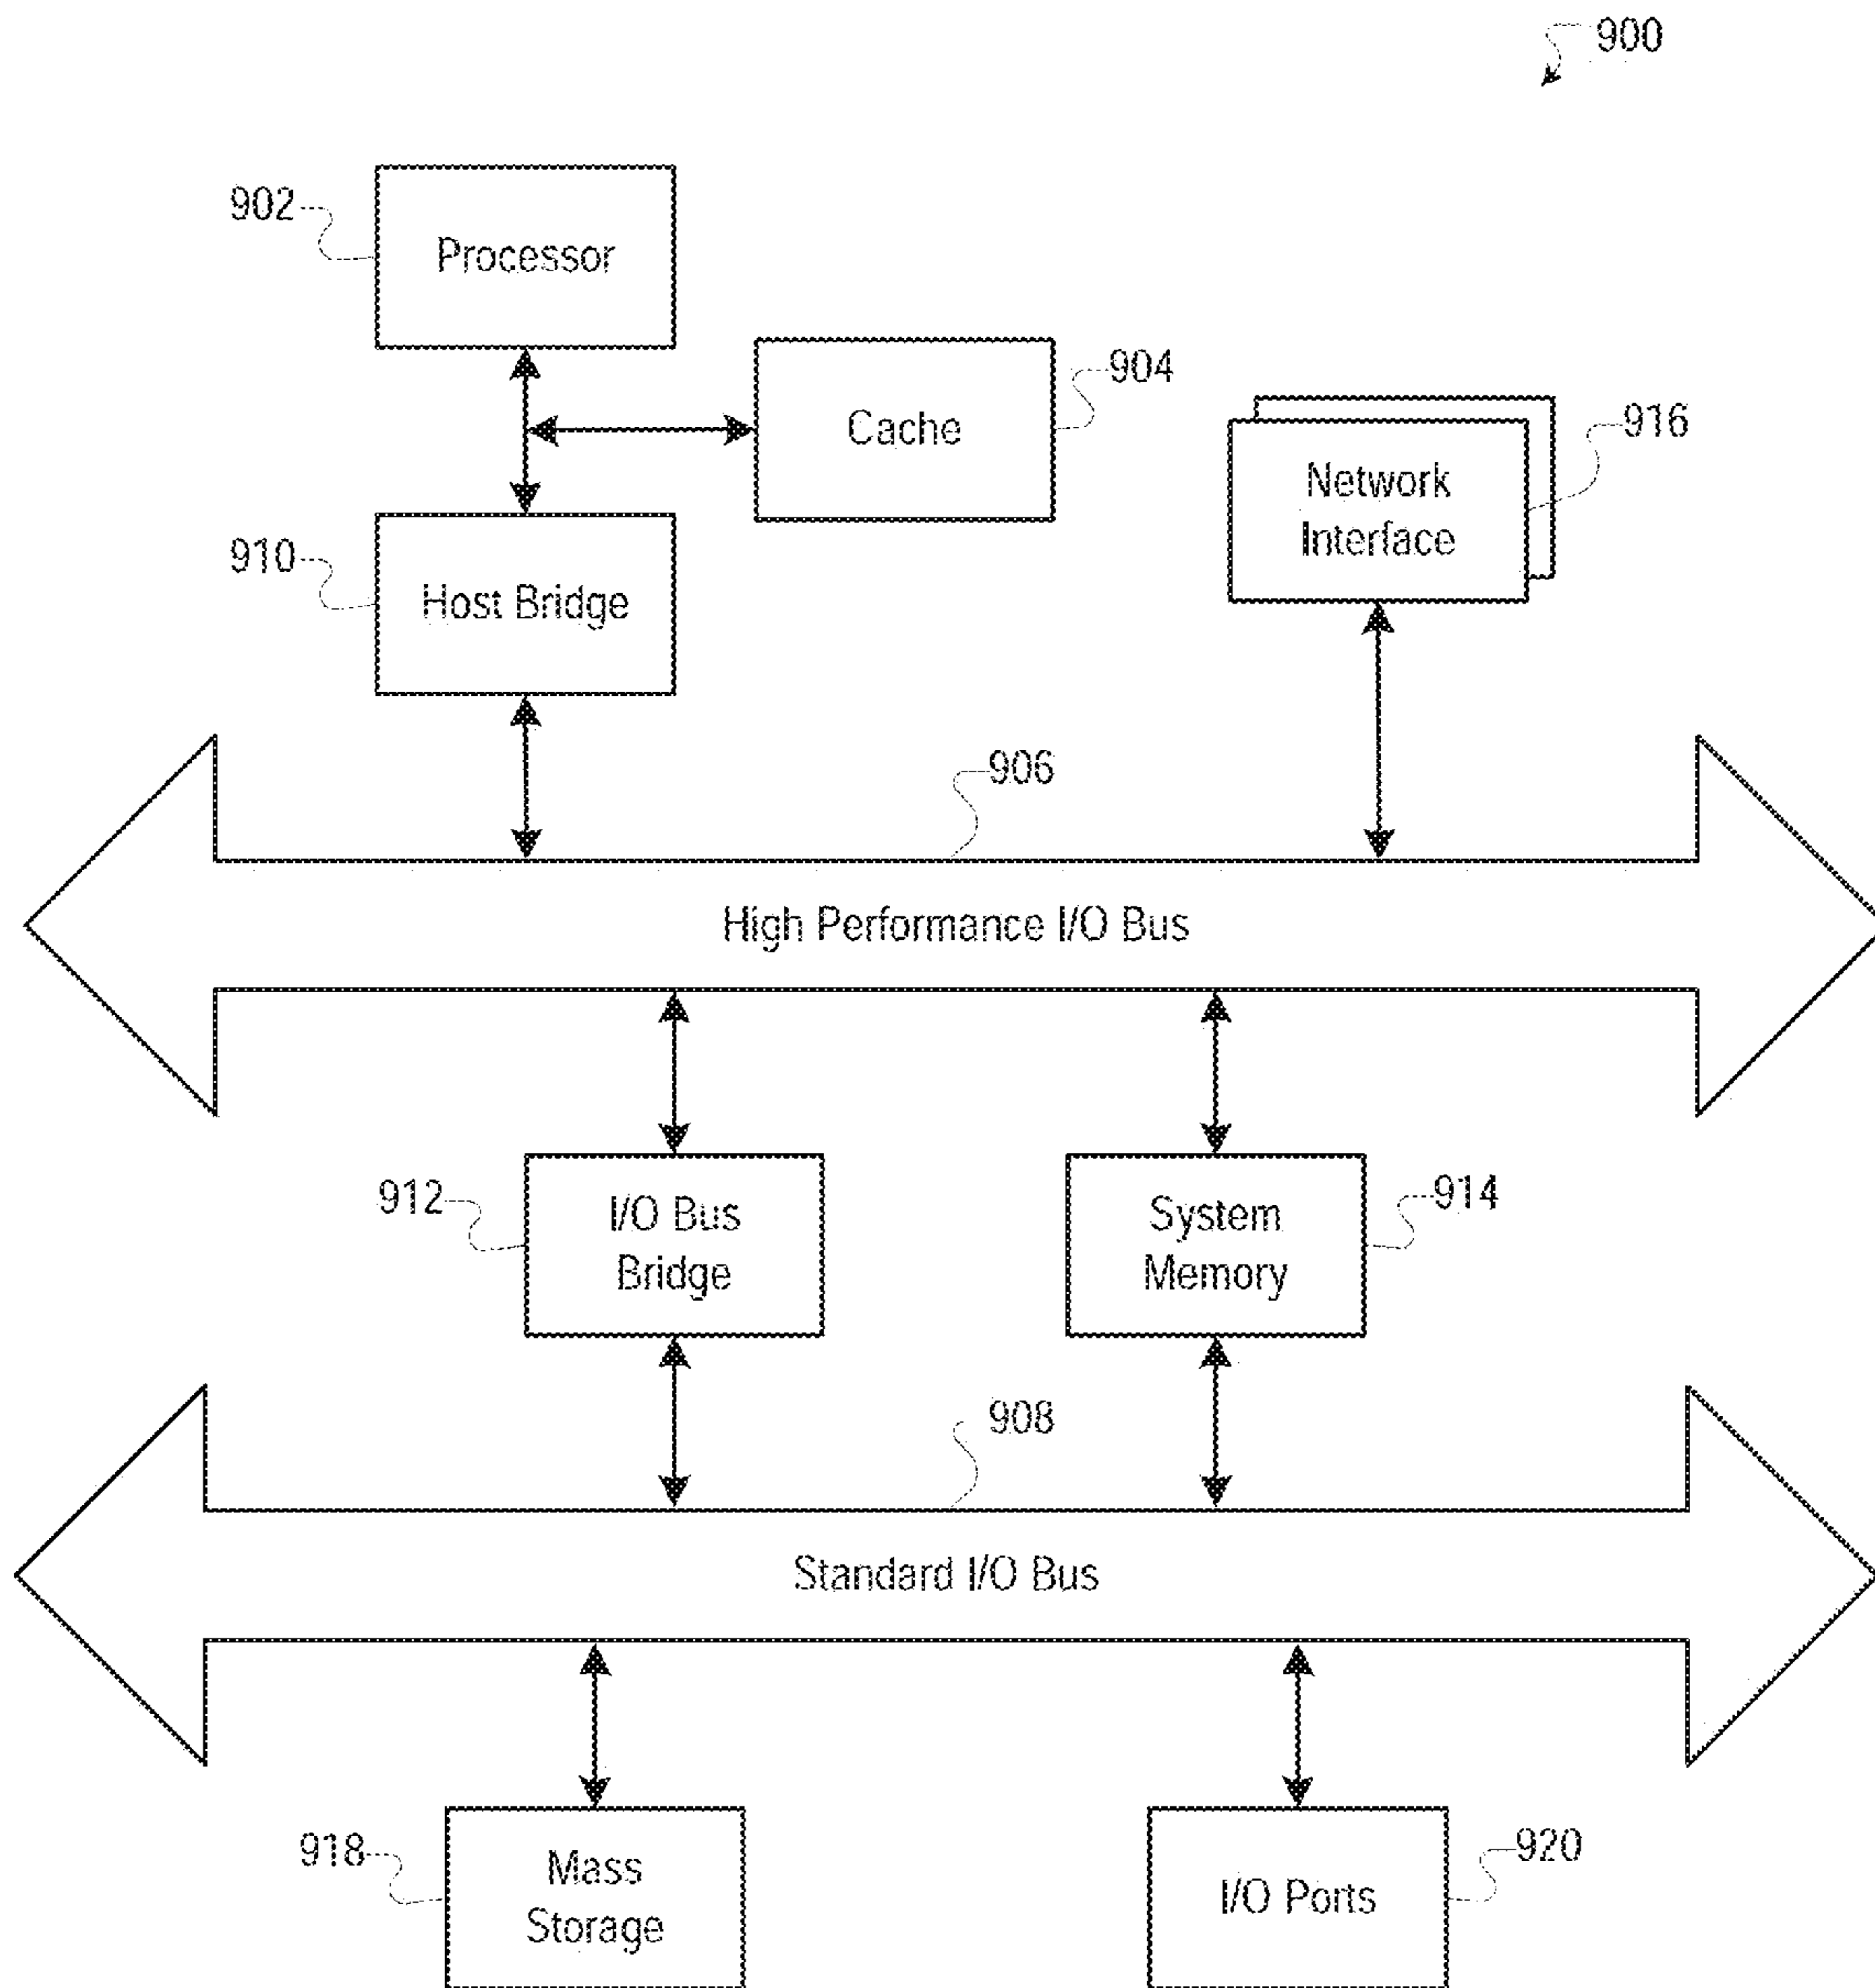 900
902
Processor
904
Cache
916
Network
Interface
910
Host Bridge
906
High Performance I/O Bus
912
I/O Bus
Bridge
914
System
Memory
908
Standard I/O Bus
918
Mass
Storage
920
I/O Ports